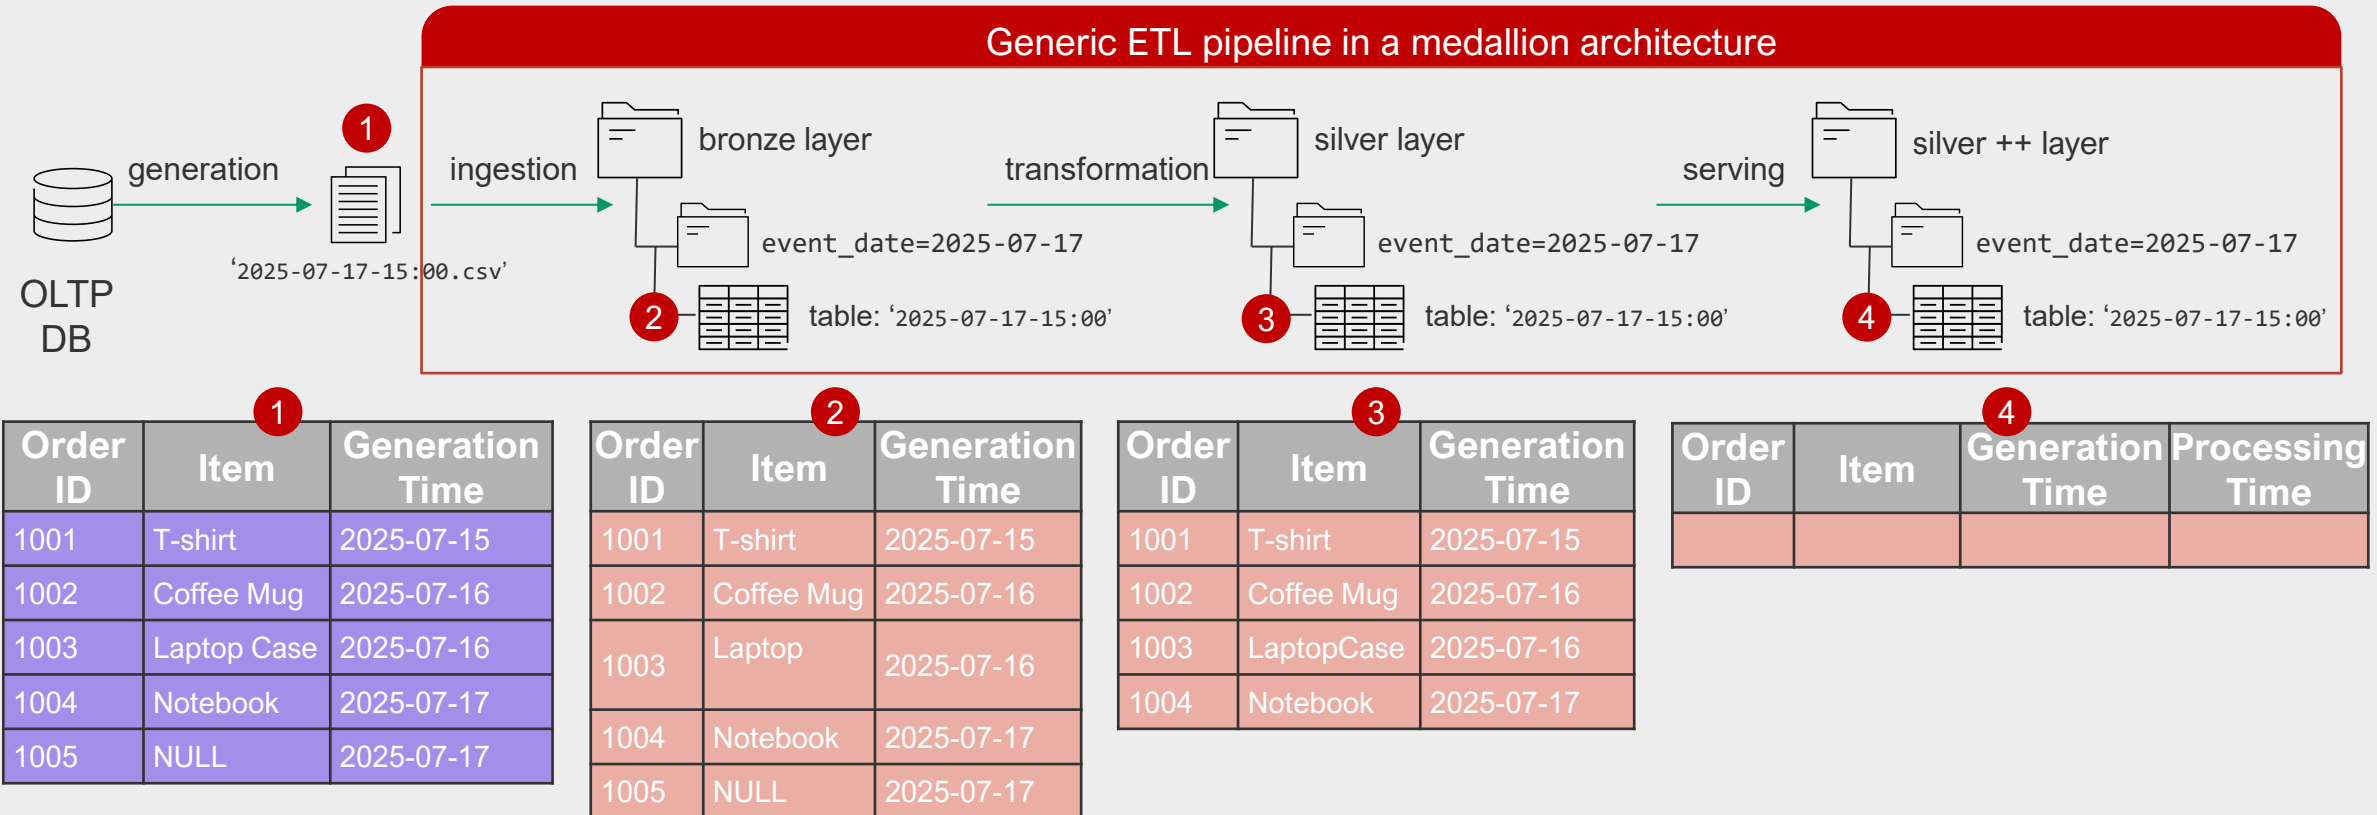 Generic ETL pipeline in a medallion architecture
1
generation
ingestion
bronze layer
transformation
silver layer
serving
silver ++ layer
OLTP
DB
‘2025-07-17-15:00.csv’
event_date=2025-07-17
event_date=2025-07-17
event_date=2025-07-17
2
table: ‘2025-07-17-15:00’
3
table: ‘2025-07-17-15:00’
4
table: ‘2025-07-17-15:00’
1
Order ID Item Generation Time
1001 T-shirt 2025-07-15
1002 Coffee Mug 2025-07-16
1003 Laptop Case 2025-07-16
1004 Notebook 2025-07-17
1005 NULL 2025-07-17
2
Order ID Item Generation Time
1001 T-shirt 2025-07-15
1002 Coffee Mug 2025-07-16
1003 Laptop 2025-07-16
1004 Notebook 2025-07-17
1005 NULL 2025-07-17
3
Order ID Item Generation Time
1001 T-shirt 2025-07-15
1002 Coffee Mug 2025-07-16
1003 LaptopCase 2025-07-16
1004 Notebook 2025-07-17
4
Order ID Item Generation Time Processing Time